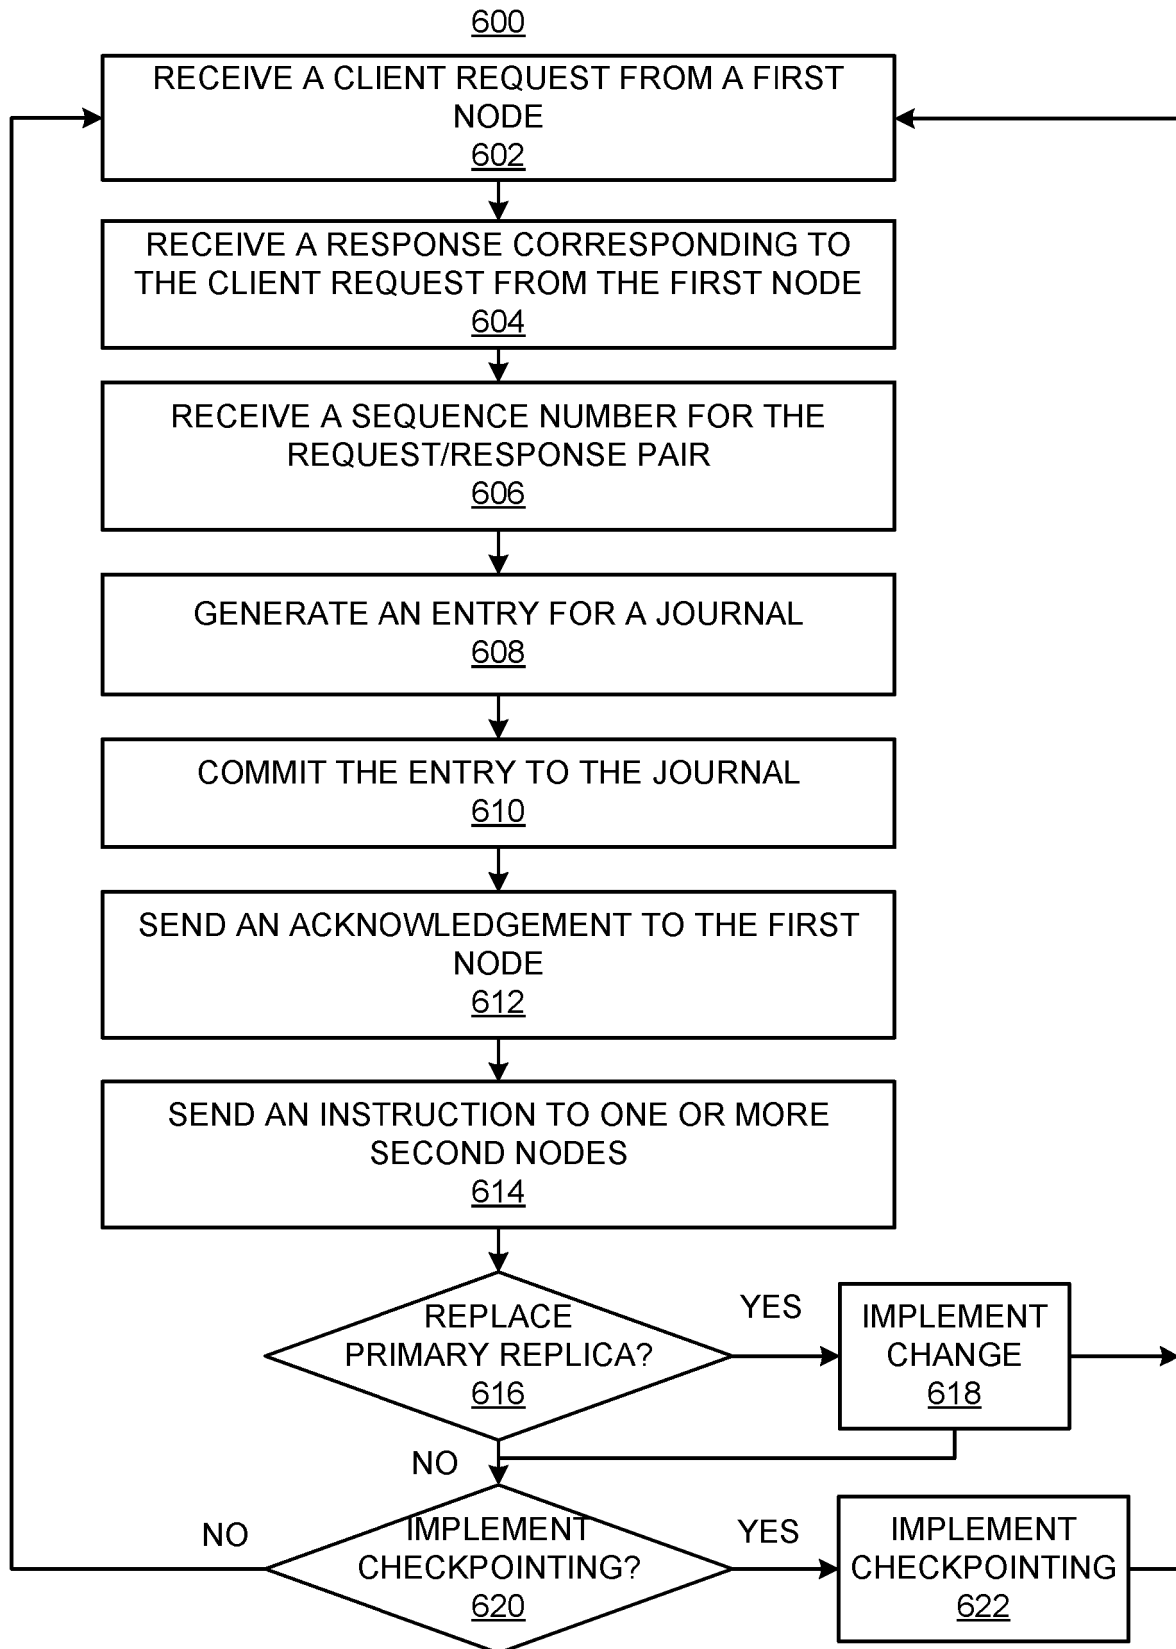 600
RECEIVE A CLIENT REQUEST FROM A FIRST
NODE
602
RECEIVE A RESPONSE CORRESPONDING TO
THE CLIENT REQUEST FROM THE FIRST NODE
604
RECEIVE A SEQUENCE NUMBER FOR THE
REQUEST/RESPONSE PAIR
606
GENERATE AN ENTRY FOR A JOURNAL
608
COMMIT THE ENTRY TO THE JOURNAL
610
SEND AN ACKNOWLEDGEMENT TO THE FIRST
NODE
612
SEND AN INSTRUCTION TO ONE OR MORE
SECOND NODES
614
REPLACE
PRIMARY REPLICA?
616
YES
IMPLEMENT
CHANGE
618
NO
IMPLEMENT
CHECKPOINTING?
620
NO
YES
IMPLEMENT
CHECKPOINTING
622